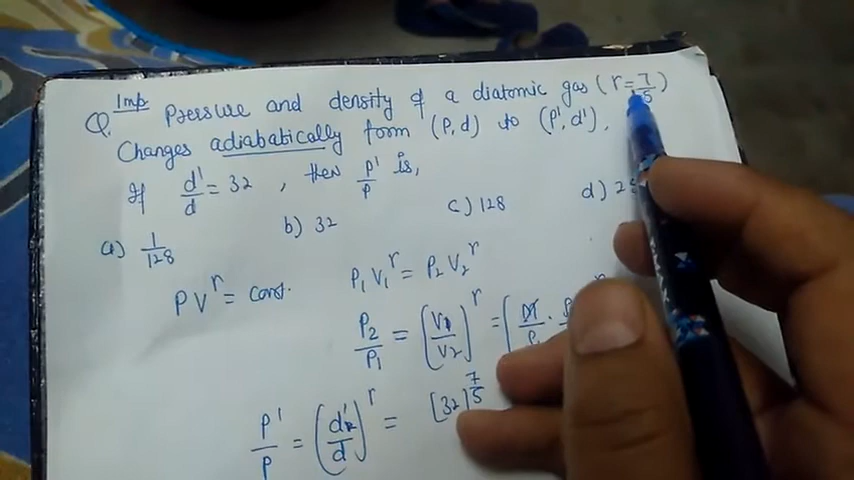 Imp
Q. Pressure and density of a diatomic gas (r = 7/5)
Changes adiabatically form (P, d) to (P', d').
If d'/d = 32 , then P'/P is,
a) 1/128 b) 32 c) 128 d)
PV^r = const. P₁V₁^r = P₂V₂^r
P₂/P₁ = (V₁/V₂)^r =
P'/P = (d'/d)^r = [32]^7/5